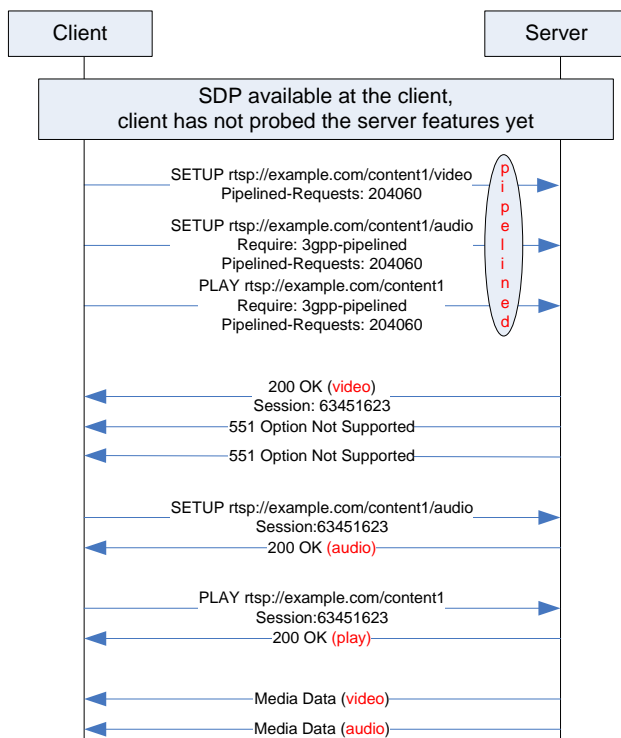 Client
Server
SDP available at the client,
client has not probed the server features yet
SETUP rtsp://example.com/content1/video
Pipelined-Requests: 204060
SETUP rtsp://example.com/content1/audio
Require: 3gpp-pipelined
Pipelined-Requests: 204060
PLAY rtsp://example.com/content1
Require: 3gpp-pipelined
Pipelined-Requests: 204060
pipelined
200 OK (video)
Session: 63451623
551 Option Not Supported
551 Option Not Supported
SETUP rtsp://example.com/content1/audio
Session:63451623
200 OK (audio)
PLAY rtsp://example.com/content1
Session:63451623
200 OK (play)
Media Data (video)
Media Data (audio)